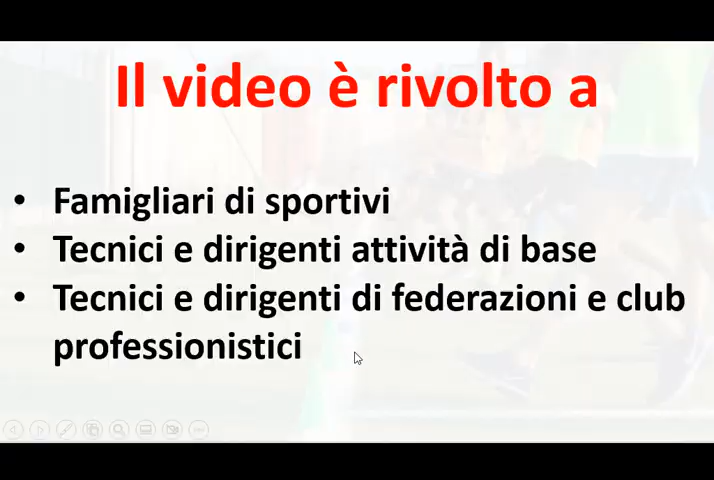 Il video è rivolto a
• Famigliari di sportivi
• Tecnici e dirigenti attività di base
• Tecnici e dirigenti di federazioni e club
professionistici